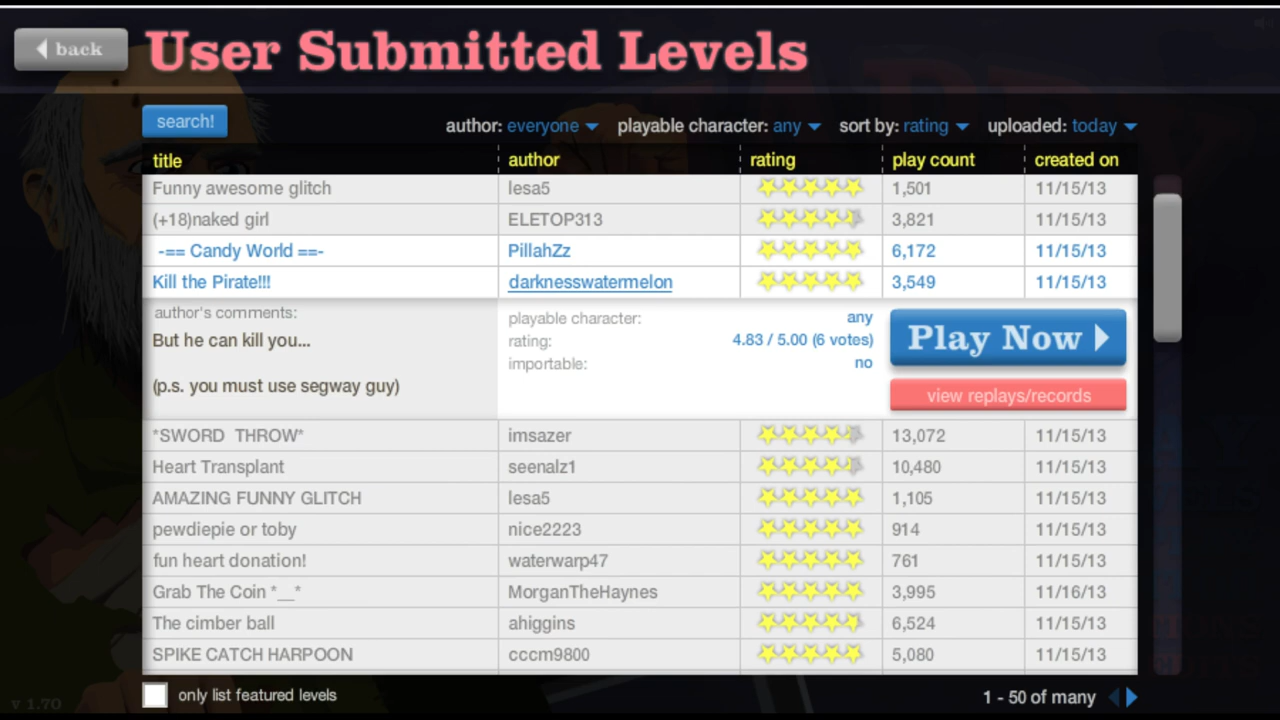 back
User Submitted Levels
search!
author: everyone playable character: any sort by: rating uploaded: today
title author rating play count created on
Funny awesome glitch lesa5 1,501 11/15/13
(+18)naked girl ELETOP313 3,821 11/15/13
-== Candy World ==- PillahZz 6,172 11/15/13
Kill the Pirate!!! darknesswatermelon 3,549 11/15/13
author's comments:
But he can kill you...
(p.s. you must use segway guy)
playable character: any
rating: 4.83 / 5.00 (6 votes)
importable: no
Play Now
view replays/records
*SWORD  THROW* imsazer 13,072 11/15/13
Heart Transplant seenalz1 10,480 11/15/13
AMAZING FUNNY GLITCH lesa5 1,105 11/15/13
pewdiepie or toby nice2223 914 11/15/13
fun heart donation! waterwarp47 761 11/15/13
Grab The Coin *__* MorganTheHaynes 3,995 11/16/13
The cimber ball ahiggins 6,524 11/15/13
SPIKE CATCH HARPOON cccm9800 5,080 11/15/13
only list featured levels
1 - 50 of many
v 1.70